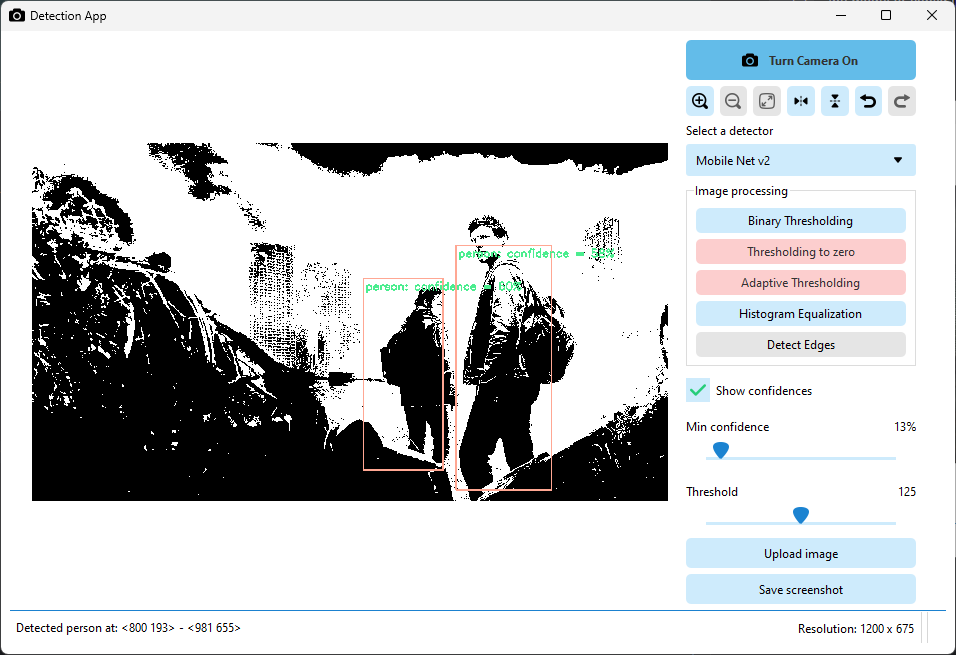 Detection App
Turn Camera On
Select a detector
Mobile Net v2
Image processing
Binary Thresholding
Thresholding to zero
Adaptive Thresholding
Histogram Equalization
Detect Edges
Show confidences
Min confidence 13%
Threshold 125
Upload image
Save screenshot
person: confidence =
person: confidence = 60%
Detected person at: <800 193> - <981 655>
Resolution: 1200 x 675